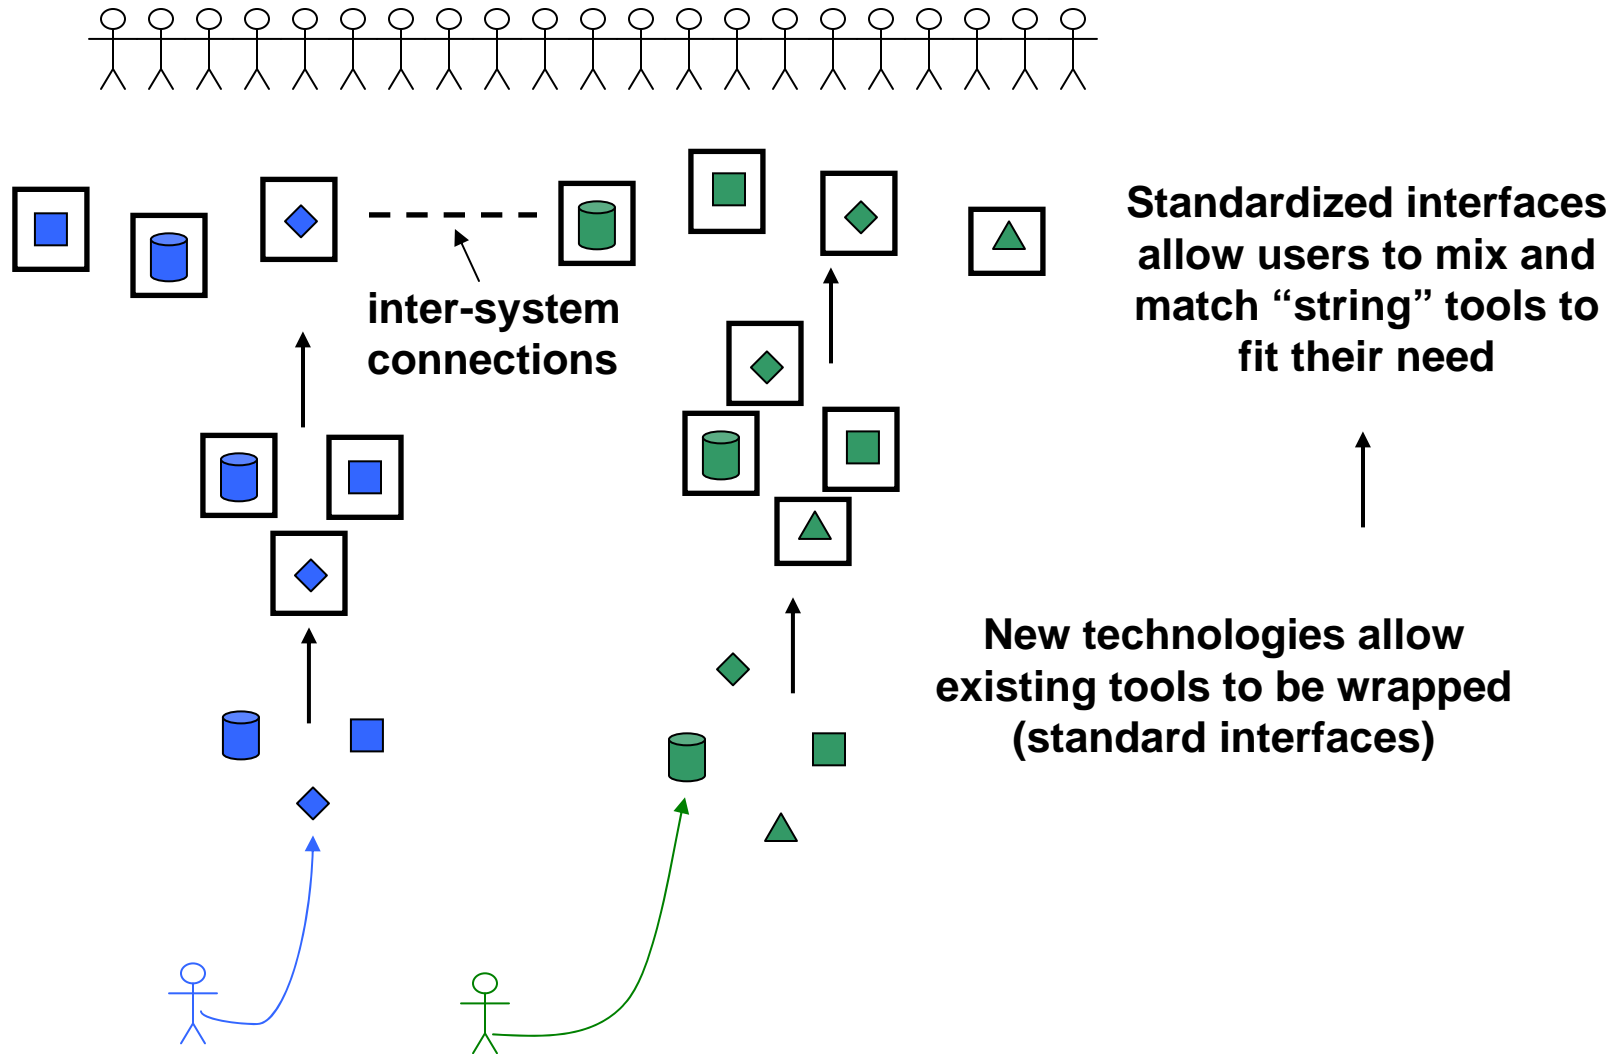 Standardized interfaces
allow users to mix and
match “string” tools to
fit their need
inter-system
connections
New technologies allow
existing tools to be wrapped
(standard interfaces)